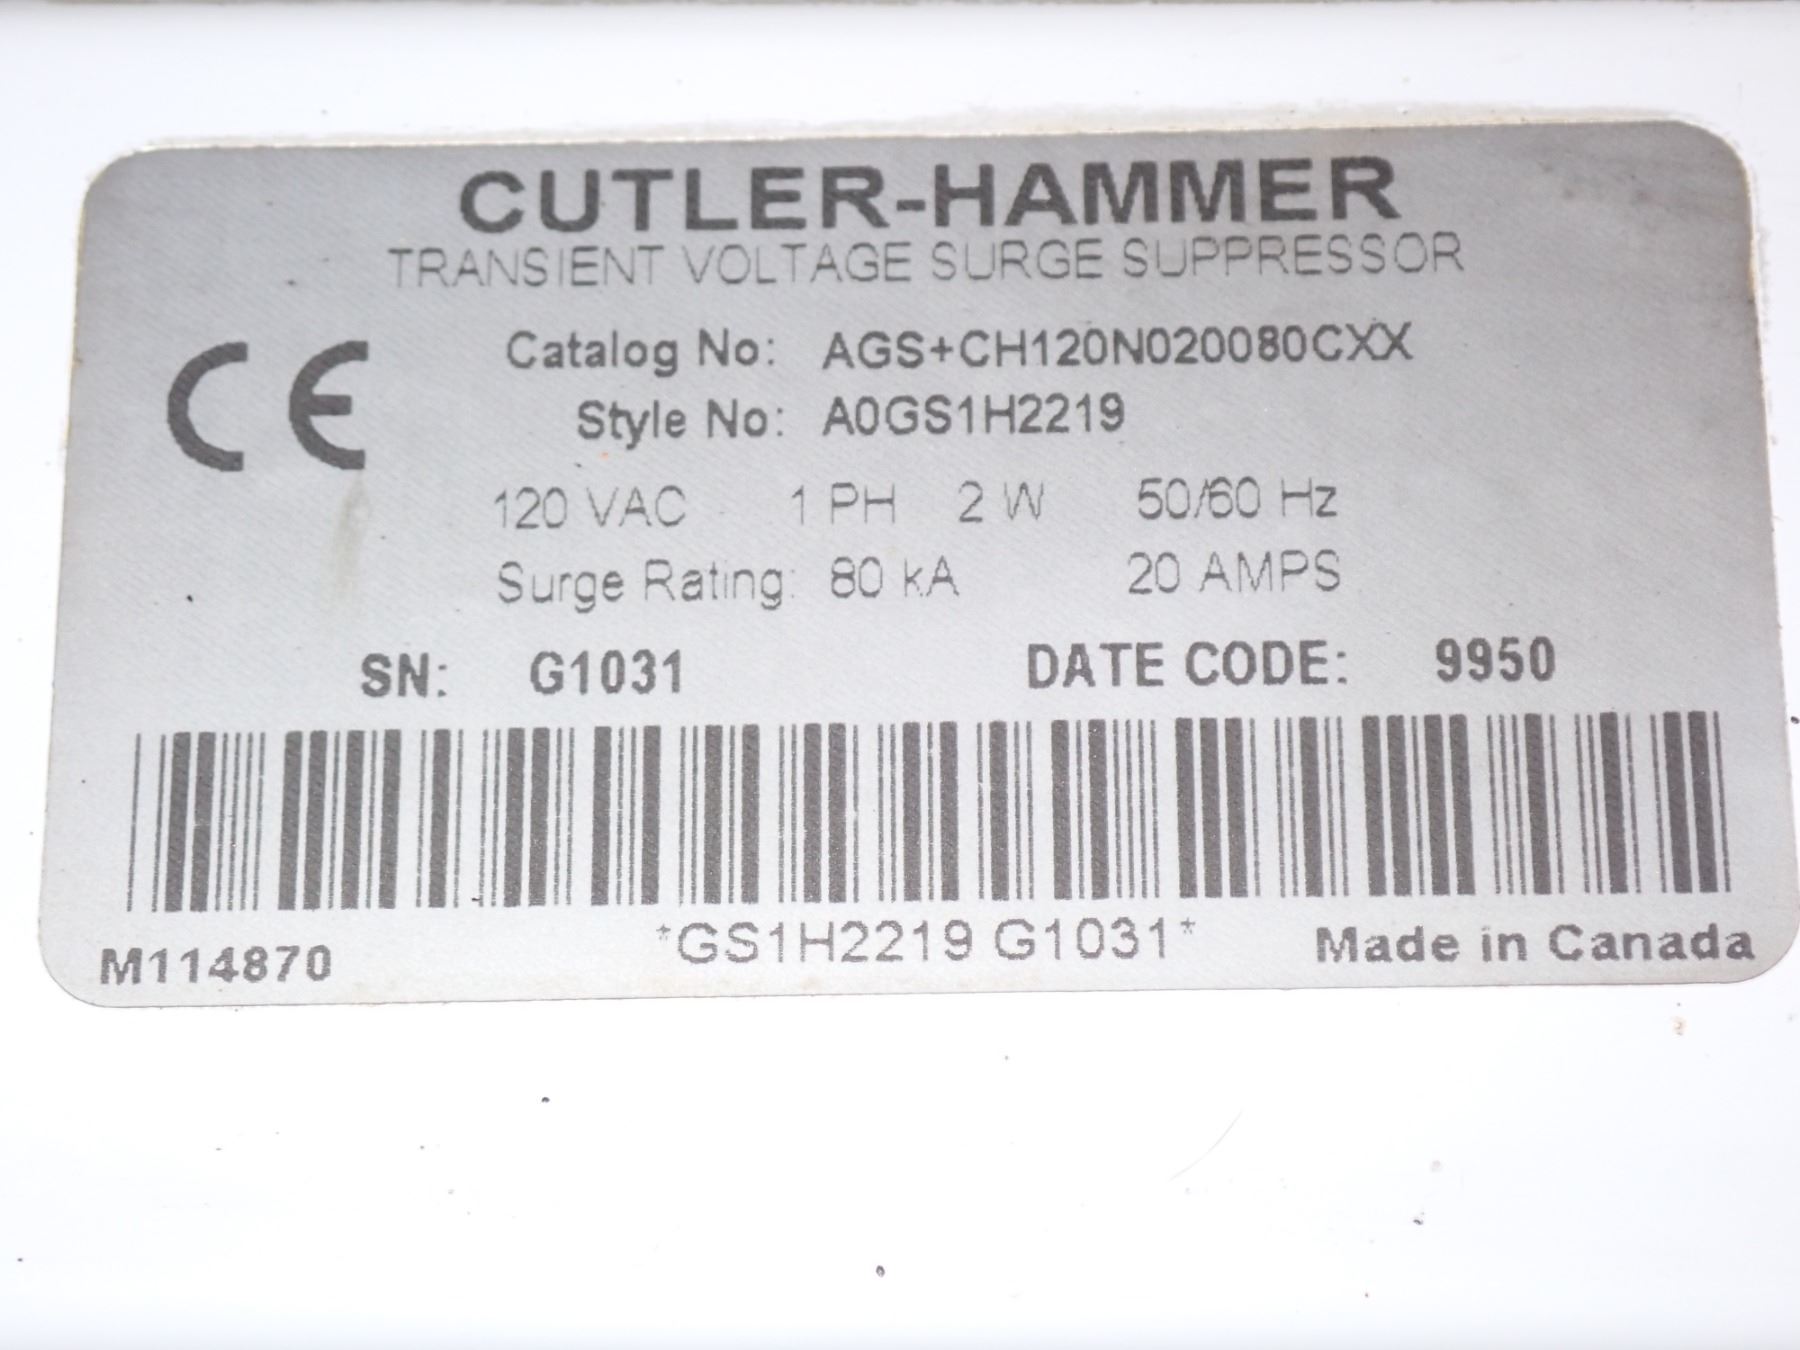 CUTLER-HAMMER
TRANSIENT VOLTAGE SURGE SUPPRESSOR
CE
Catalog No: AGS+CH120N020080CXX
Style No: A0GS1H2219
120 VAC 1 PH 2 W 50/60 Hz
Surge Rating: 80 kA 20 AMPS
SN: G1031 DATE CODE: 9950
*GS1H2219 G1031*
M114870 Made in Canada